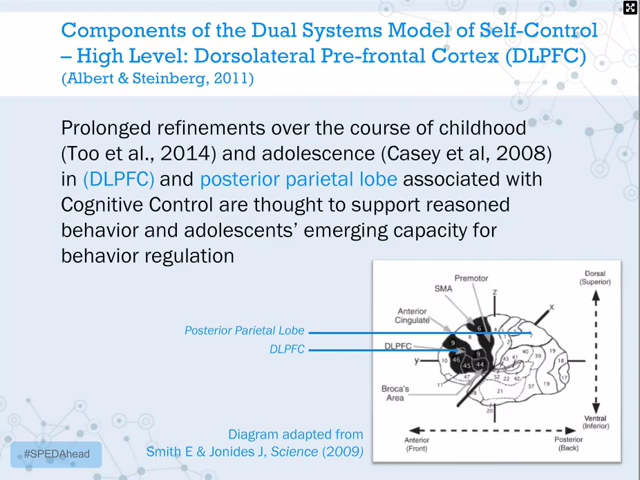 Components of the Dual Systems Model of Self-Control
– High Level: Dorsolateral Pre-frontal Cortex (DLPFC)
(Albert & Steinberg, 2011)
Prolonged refinements over the course of childhood
(Too et al., 2014) and adolescence (Casey et al, 2008)
in (DLPFC) and posterior parietal lobe associated with
Cognitive Control are thought to support reasoned
behavior and adolescents’ emerging capacity for
behavior regulation
Premotor
SMA
Anterior
Cingulate
DLPFC
Broca's
Area
x
y
z
Dorsal
(Superior)
Ventral
(Inferior)
Anterior
(Front)
Posterior
(Back)
Posterior Parietal Lobe
DLPFC
Diagram adapted from
Smith E & Jonides J, Science (2009)
#SPEDAhead